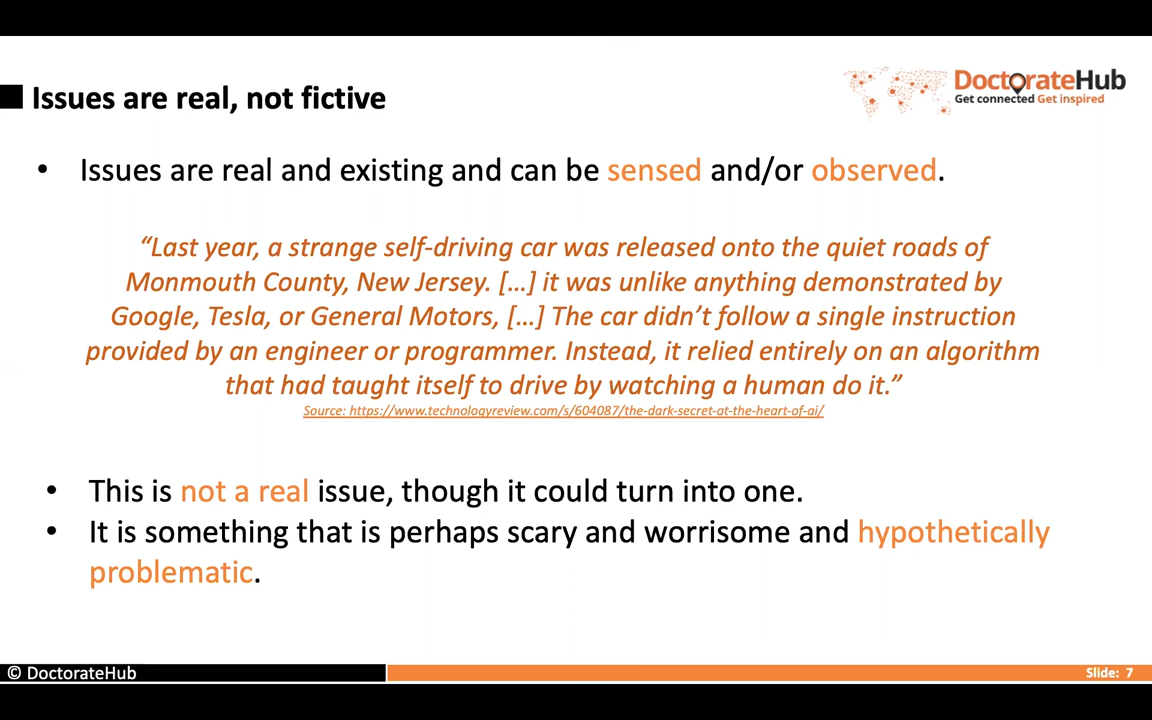 Issues are real, not fictive
DoctorateHub
Get connected Get inspired
• Issues are real and existing and can be sensed and/or observed.
“Last year, a strange self-driving car was released onto the quiet roads of
Monmouth County, New Jersey. […] it was unlike anything demonstrated by
Google, Tesla, or General Motors, […] The car didn’t follow a single instruction
provided by an engineer or programmer. Instead, it relied entirely on an algorithm
that had taught itself to drive by watching a human do it.”
Source: https://www.technologyreview.com/s/604087/the-dark-secret-at-the-heart-of-ai/
• This is not a real issue, though it could turn into one.
• It is something that is perhaps scary and worrisome and hypothetically
problematic.
© DoctorateHub
Slide: 7